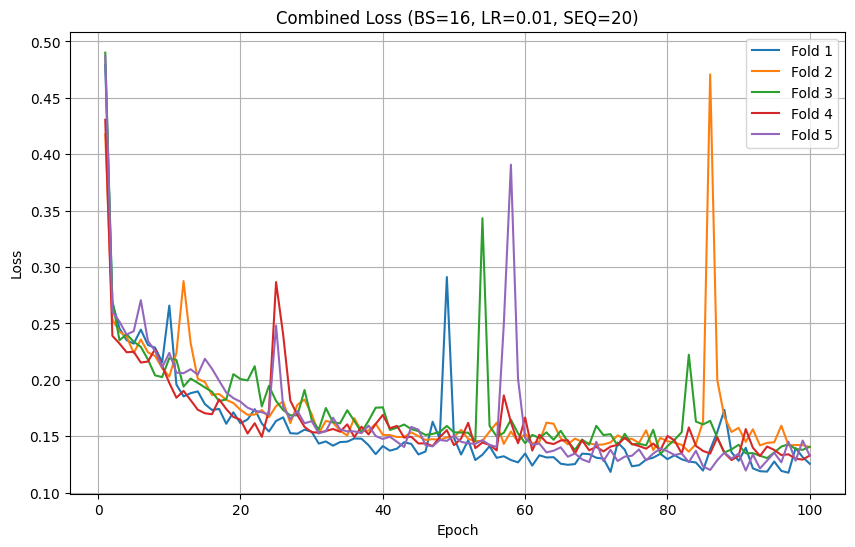 Combined Loss (BS=16, LR=0.01, SEQ=20)
Loss
0.50
0.45
0.40
0.35
0.30
0.25
0.20
0.15
0.10
Fold 1
Fold 2
Fold 3
Fold 4
Fold 5
0 20 40 60 80 100
Epoch